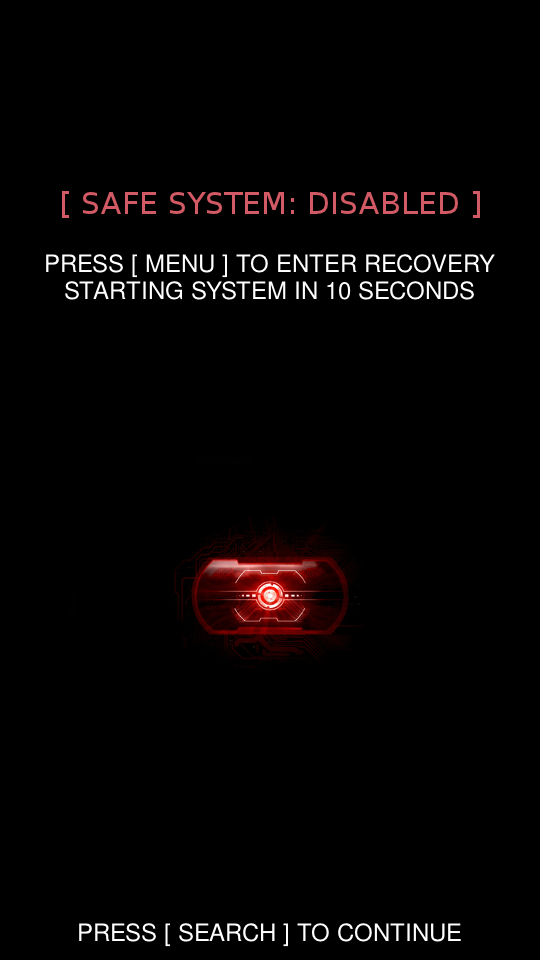 [ SAFE SYSTEM: DISABLED ]
PRESS [ MENU ] TO ENTER RECOVERY
STARTING SYSTEM IN 10 SECONDS
PRESS [ SEARCH ] TO CONTINUE